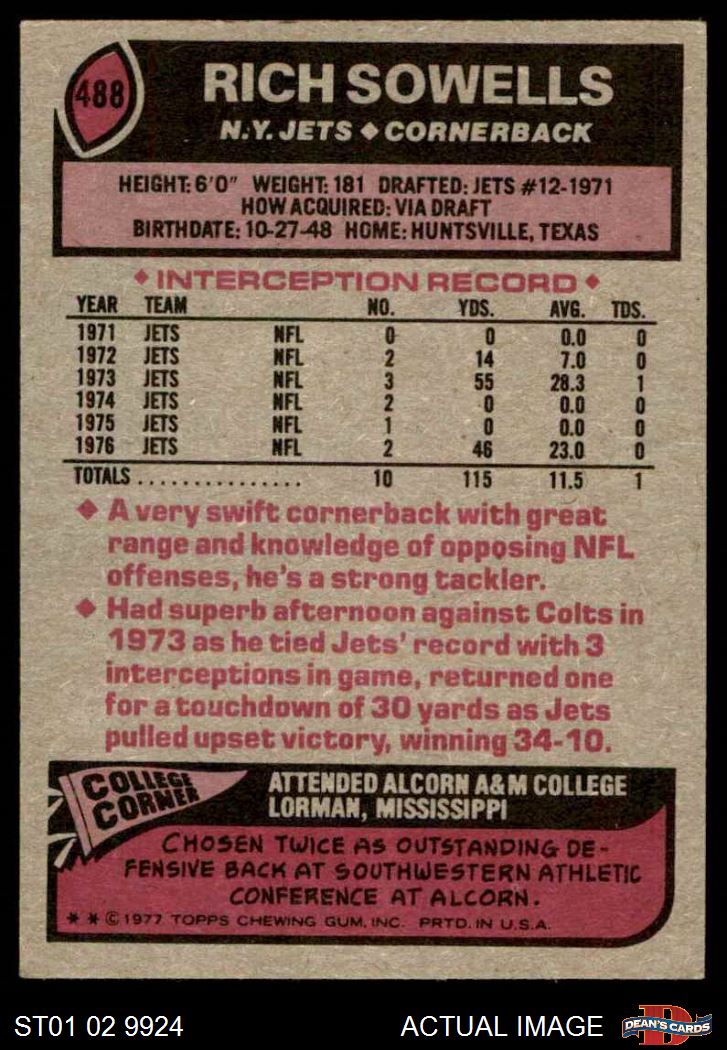 488
RICH SOWELLS
N.Y. JETS ◆ CORNERBACK
HEIGHT: 6'0" WEIGHT: 181 DRAFTED: JETS #12-1971
HOW ACQUIRED: VIA DRAFT
BIRTHDATE: 10-27-48 HOME: HUNTSVILLE, TEXAS
◆ INTERCEPTION RECORD ◆
YEAR TEAM NO. YDS. AVG. TDS.
1971 JETS NFL 0 0 0.0 0
1972 JETS NFL 2 14 7.0 0
1973 JETS NFL 3 55 28.3 1
1974 JETS NFL 2 0 0.0 0
1975 JETS NFL 1 0 0.0 0
1976 JETS NFL 2 46 23.0 0
TOTALS ............... 10 115 11.5 1
◆ A very swift cornerback with great
range and knowledge of opposing NFL
offenses, he's a strong tackler.
◆ Had superb afternoon against Colts in
1973 as he tied Jets' record with 3
interceptions in game, returned one
for a touchdown of 30 yards as Jets
pulled upset victory, winning 34-10.
COLLEGE
CORNER
ATTENDED ALCORN A&M COLLEGE
LORMAN, MISSISSIPPI
CHOSEN TWICE AS OUTSTANDING DE-
FENSIVE BACK AT SOUTHWESTERN ATHLETIC
CONFERENCE AT ALCORN.
* * © 1977 TOPPS CHEWING GUM, INC. PRTD. IN U.S.A.
ST01 02 9924 ACTUAL IMAGE
D
DEAN'S CARDS